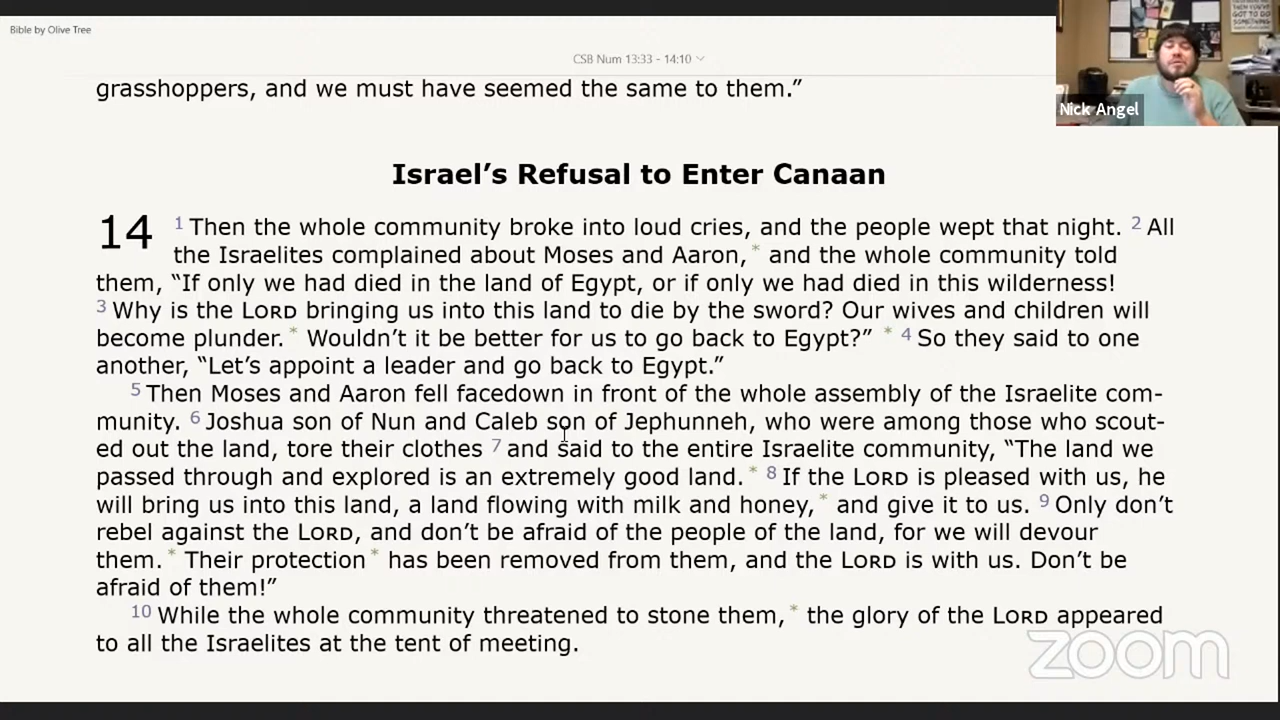 Bible by Olive Tree
CSB Num 13:33 - 14:10
THEN YOU'VE
GOT TO DO
SOMETHING
Nick Angel
grasshoppers, and we must have seemed the same to them.”
Israel’s Refusal to Enter Canaan
14 1 Then the whole community broke into loud cries, and the people wept that night. 2 All
the Israelites complained about Moses and Aaron,* and the whole community told
them, “If only we had died in the land of Egypt, or if only we had died in this wilderness!
3 Why is the LORD bringing us into this land to die by the sword? Our wives and children will
become plunder.* Wouldn’t it be better for us to go back to Egypt?” * 4 So they said to one
another, “Let’s appoint a leader and go back to Egypt.”
5 Then Moses and Aaron fell facedown in front of the whole assembly of the Israelite com-
munity. 6 Joshua son of Nun and Caleb son of Jephunneh, who were among those who scout-
ed out the land, tore their clothes 7 and said to the entire Israelite community, “The land we
passed through and explored is an extremely good land.* 8 If the LORD is pleased with us, he
will bring us into this land, a land flowing with milk and honey,* and give it to us. 9 Only don’t
rebel against the LORD, and don’t be afraid of the people of the land, for we will devour
them.* Their protection* has been removed from them, and the LORD is with us. Don’t be
afraid of them!”
10 While the whole community threatened to stone them,* the glory of the LORD appeared
to all the Israelites at the tent of meeting.
zoom